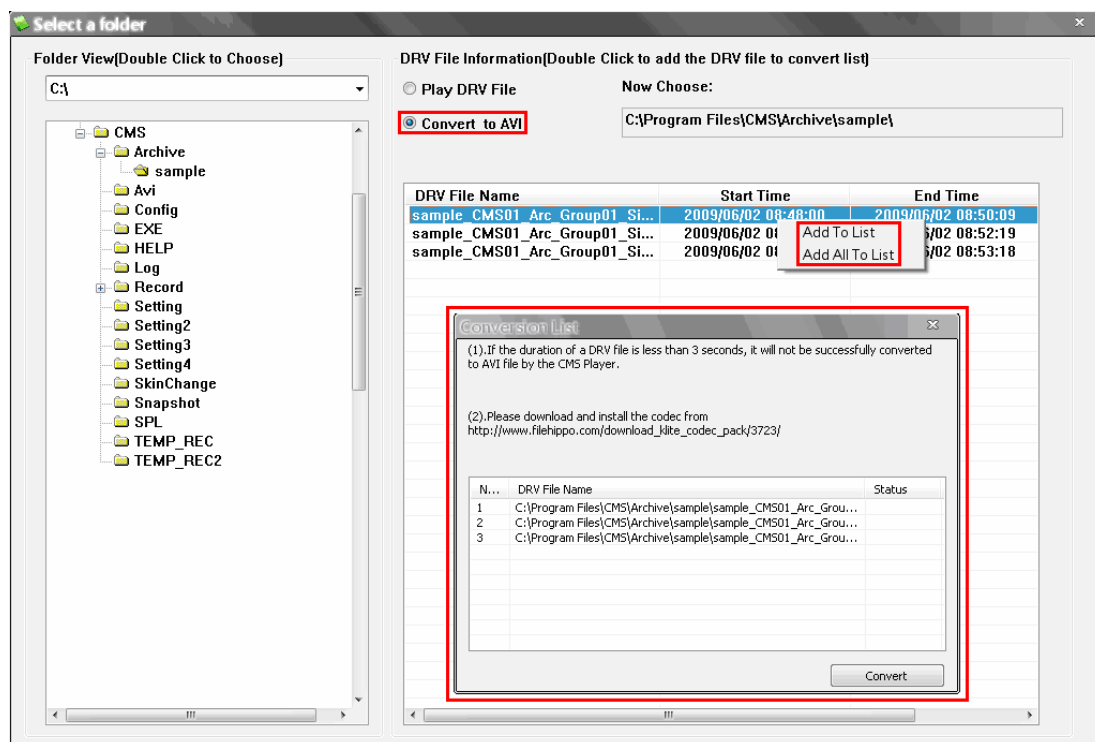 Select a folder
Folder View(Double Click to Choose)
C:\
CMS
Archive
sample
Avi
Config
EXE
HELP
Log
Record
Setting
Setting2
Setting3
Setting4
SkinChange
Snapshot
SPL
TEMP_REC
TEMP_REC2
DRV File Information(Double Click to add the DRV file to convert list)
Play DRV File
Now Choose:
Convert to AVI
C:\Program Files\CMS\Archive\sample\
DRV File Name Start Time End Time
sample_CMS01_Arc_Group01_Si... 2009/06/02 08:48:00 2009/06/02 08:50:09
sample_CMS01_Arc_Group01_Si... 2009/06/02 08:52:19
sample_CMS01_Arc_Group01_Si... 2009/06/02 08:53:18
Add To List
Add All To List
Conversion List
(1).If the duration of a DRV file is less than 3 seconds, it will not be successfully converted
to AVI file by the CMS Player.
(2).Please download and install the codec from
http://www.filehippo.com/download_klite_codec_pack/3723/
N... DRV File Name Status
1 C:\Program Files\CMS\Archive\sample\sample_CMS01_Arc_Grou...
2 C:\Program Files\CMS\Archive\sample\sample_CMS01_Arc_Grou...
3 C:\Program Files\CMS\Archive\sample\sample_CMS01_Arc_Grou...
Convert